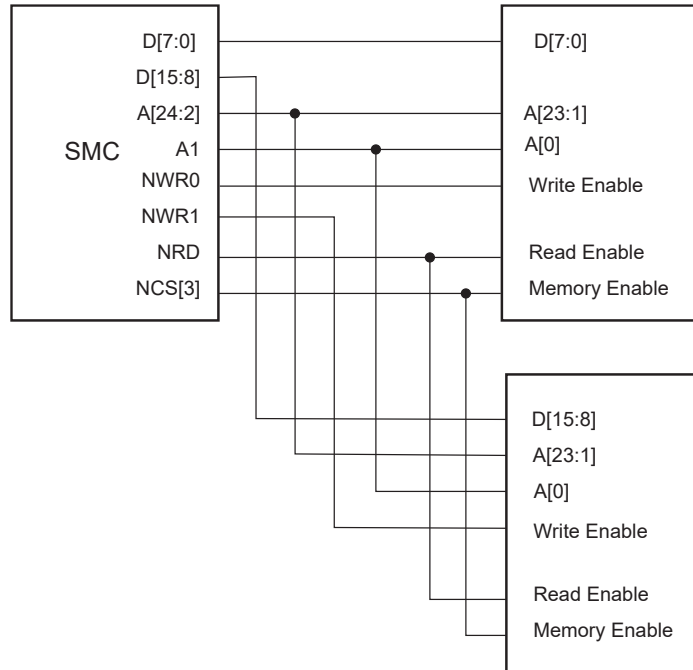 D[7:0]
D[15:8]
A[24:2]
SMC
A1
NWR0
NWR1
NRD
NCS[3]
D[7:0]
A[23:1]
A[0]
Write Enable
Read Enable
Memory Enable
D[15:8]
A[23:1]
A[0]
Write Enable
Read Enable
Memory Enable